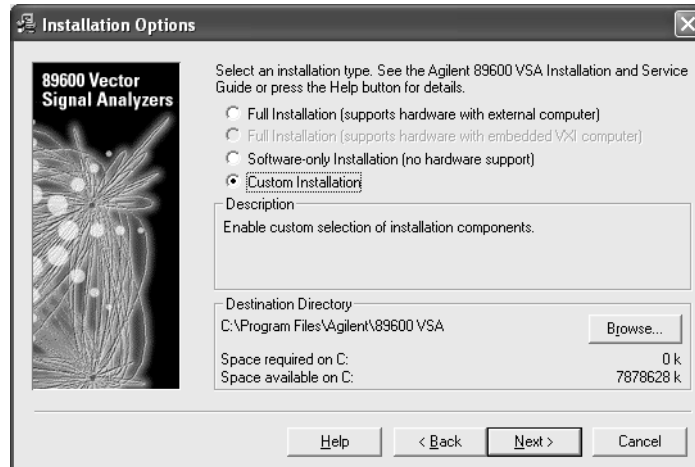 Installation Options
89600 Vector
Signal Analyzers
Select an installation type. See the Agilent 89600 VSA Installation and Service
Guide or press the Help button for details.
Full Installation (supports hardware with external computer)
Full Installation (supports hardware with embedded VXI computer)
Software-only Installation (no hardware support)
Custom Installation
Description
Enable custom selection of installation components.
Destination Directory
C:\Program Files\Agilent\89600 VSA
Browse...
Space required on C: 0 k
Space available on C: 7878628 k
Help
< Back
Next >
Cancel